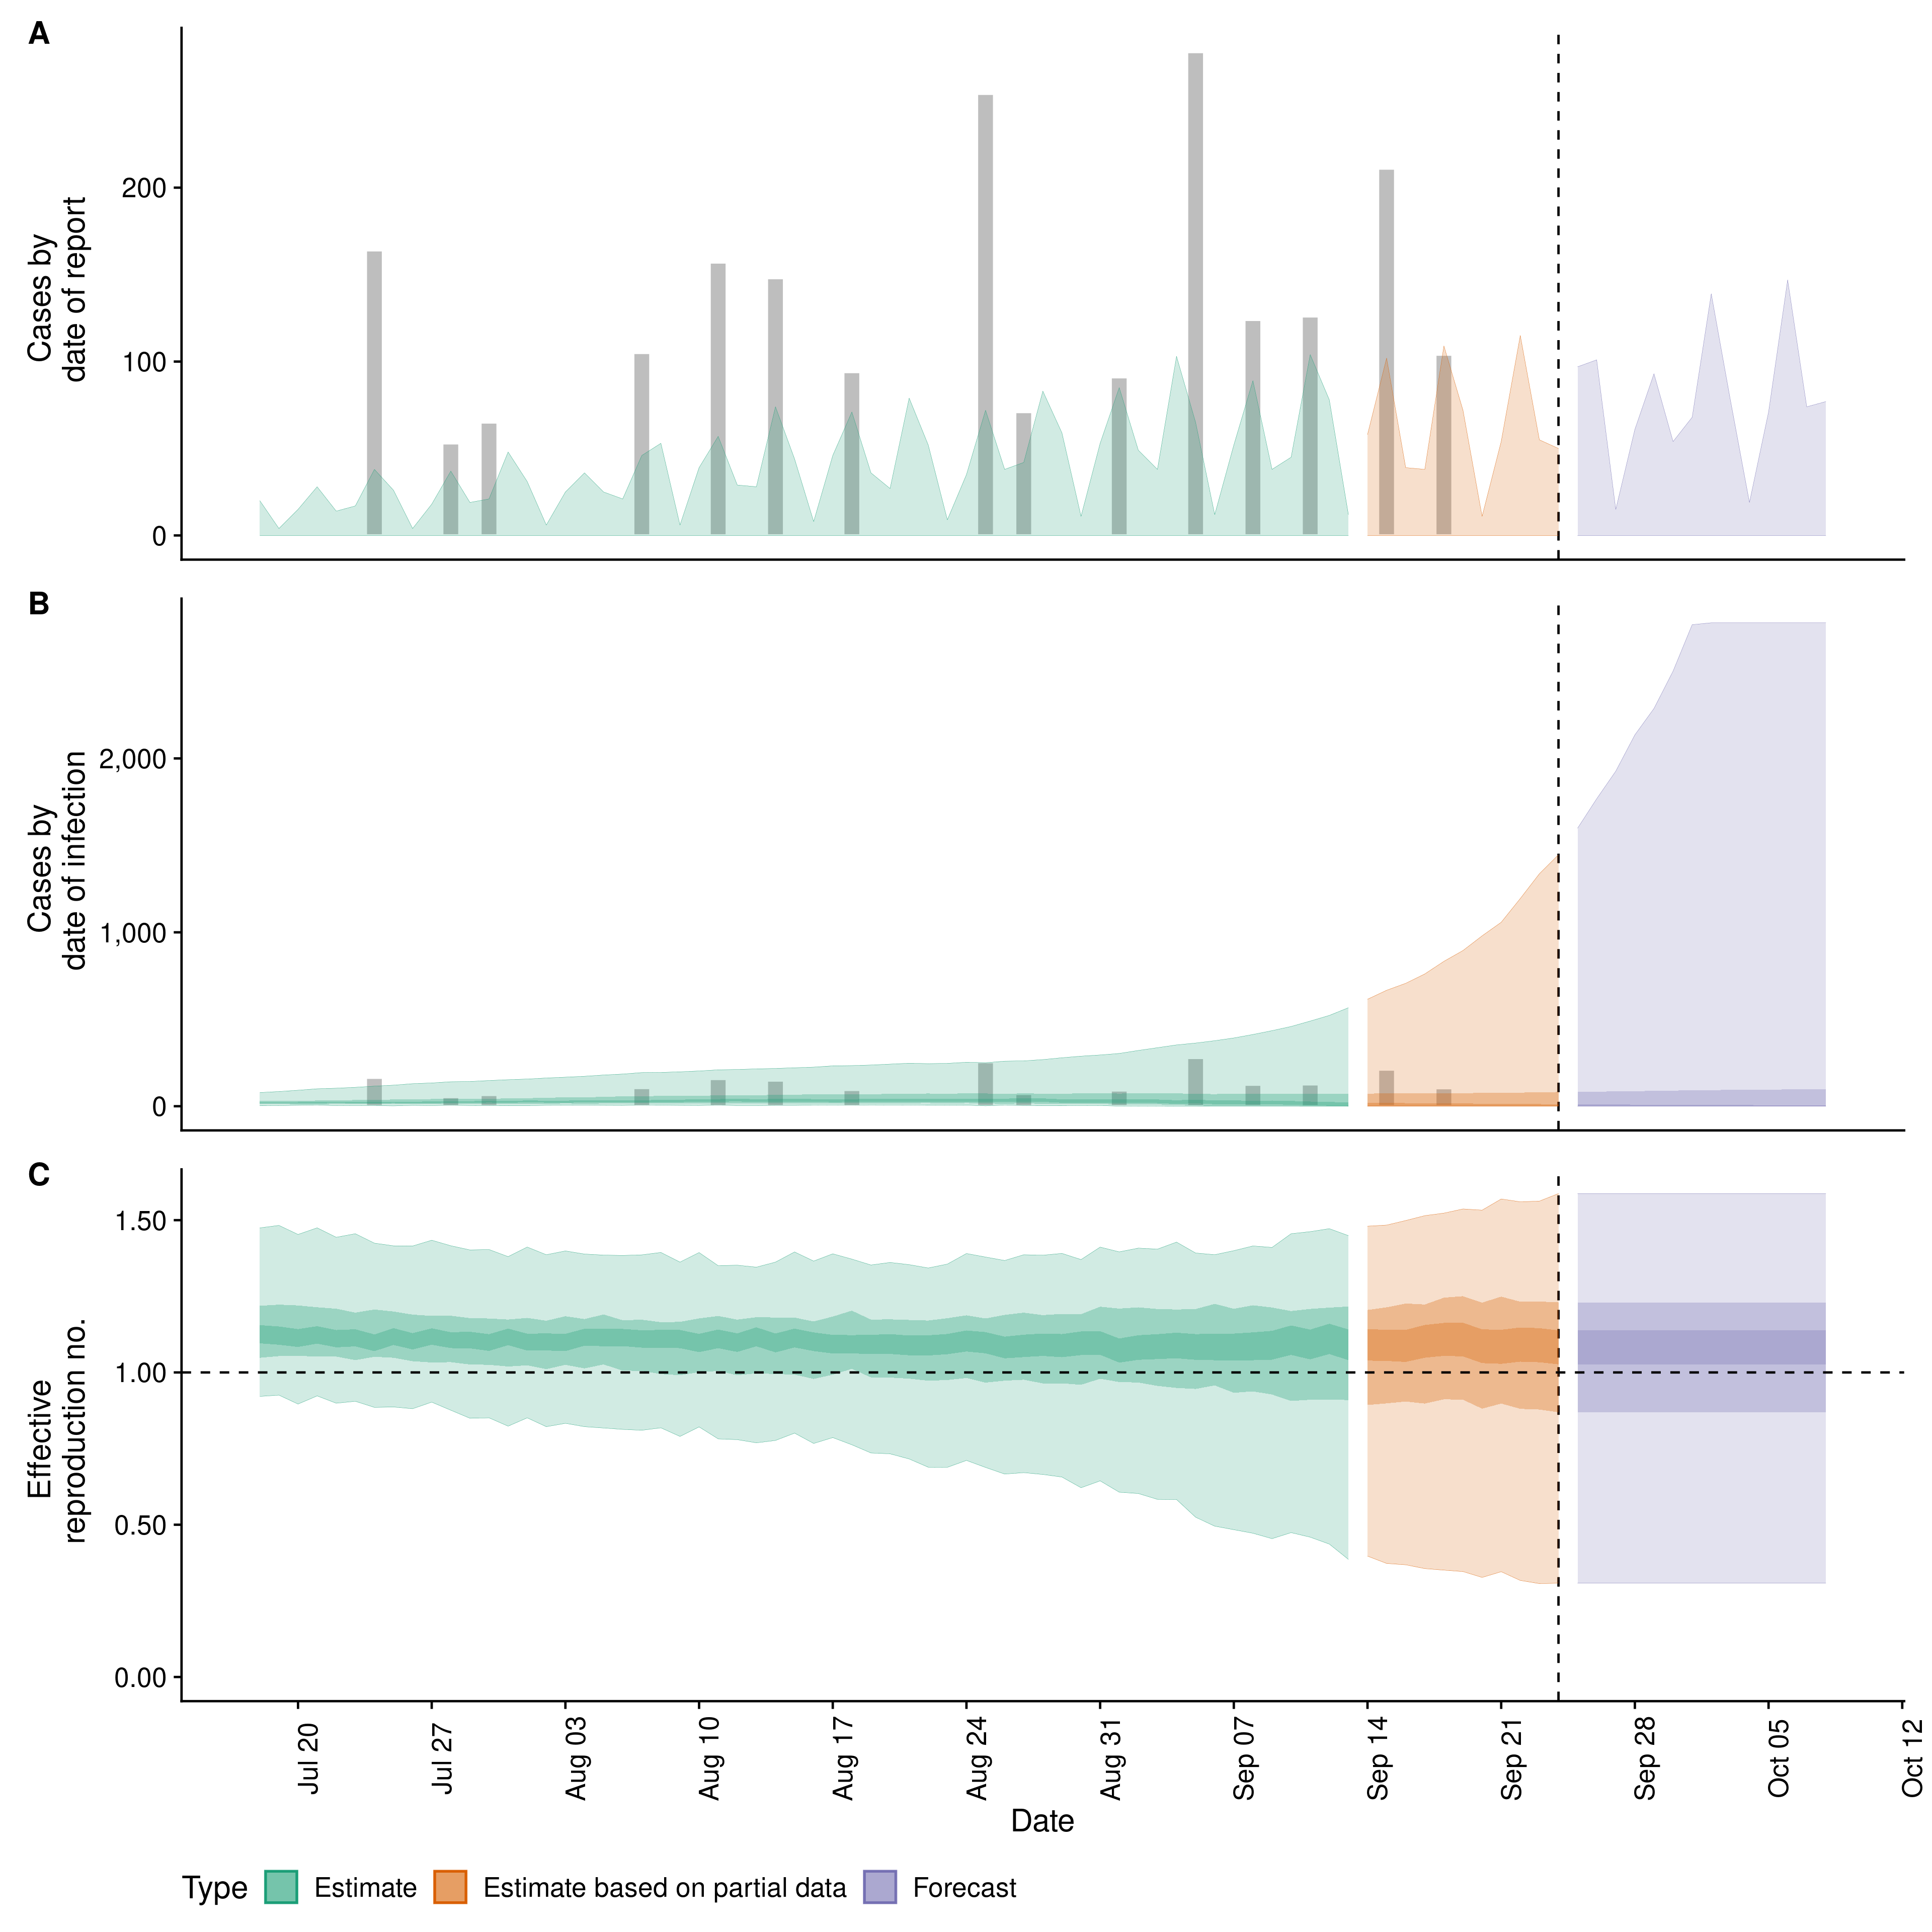 A
Cases by
date of report
200
100
0
B
Cases by
date of infection
2,000
1,000
0
C
Effective
reproduction no.
1.50
1.00
0.50
0.00
Jul 20
Jul 27
Aug 03
Aug 10
Aug 17
Aug 24
Aug 31
Sep 07
Sep 14
Sep 21
Sep 28
Oct 05
Oct 12
Date
Type Estimate Estimate based on partial data Forecast